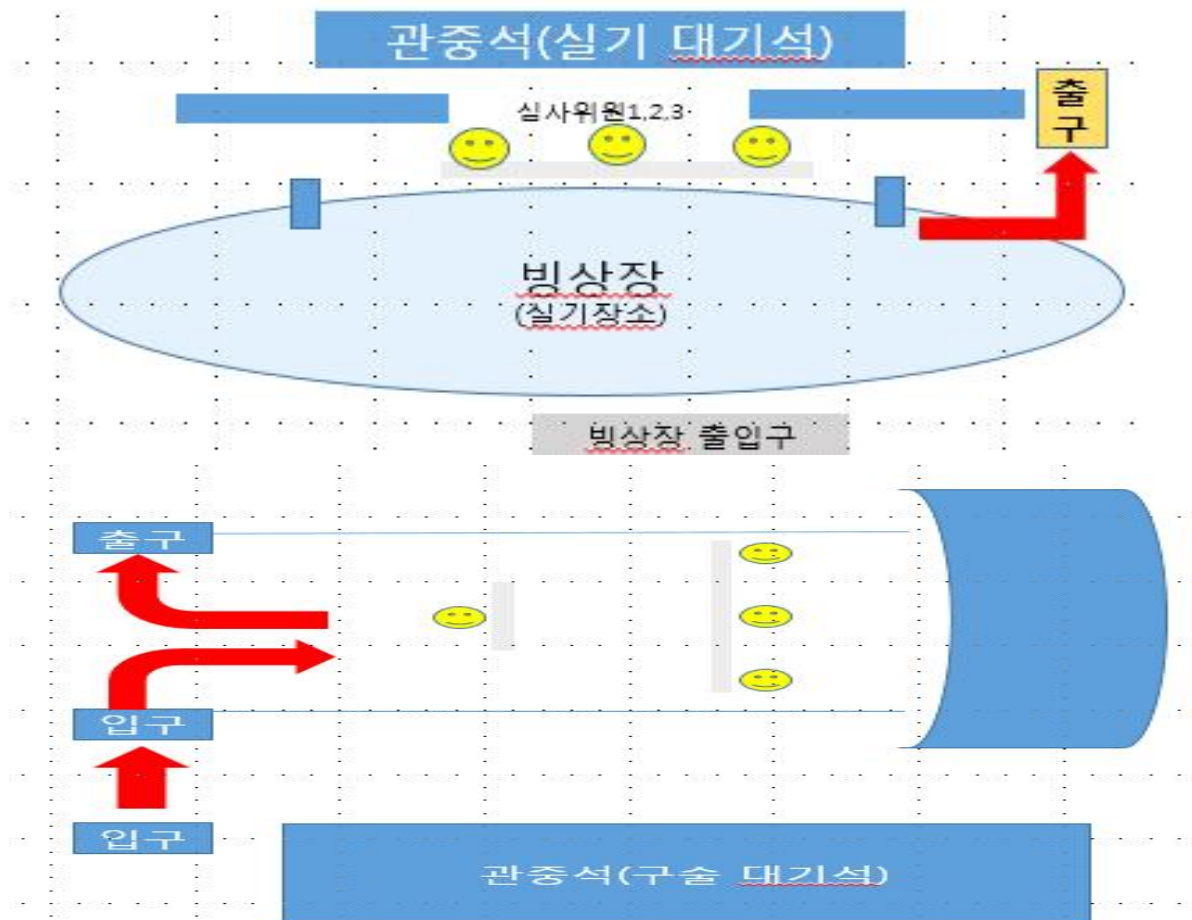 관중석(실기 대기석)
출
구
심사위원1,2,3
빙상장
(실기장소)
빙상장 출입구
출구
입구
입구
관중석(구술 대기석)